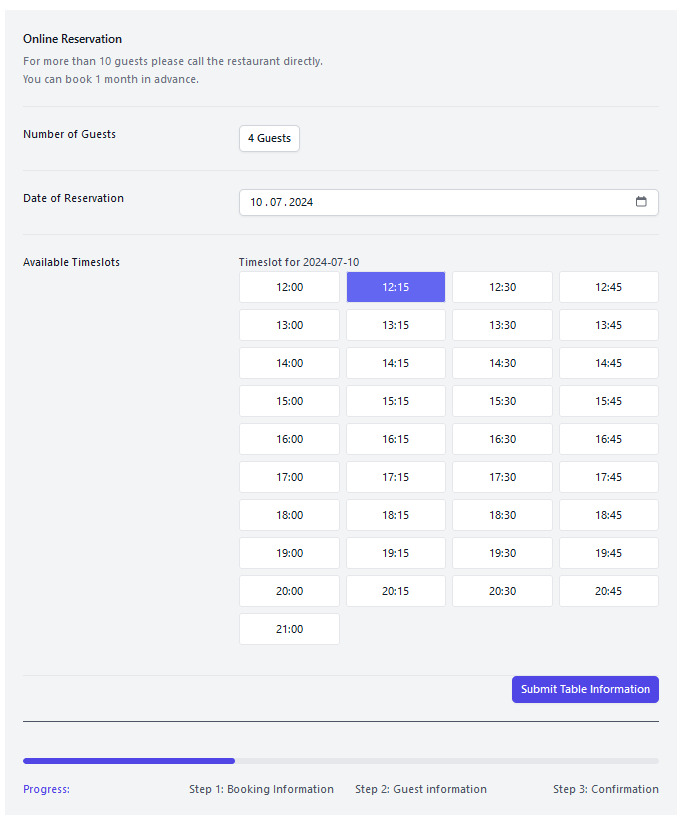 Online Reservation
For more than 10 guests please call the restaurant directly.
You can book 1 month in advance.
Number of Guests
4 Guests
Date of Reservation
10 . 07 . 2024
Available Timeslots
Timeslot for 2024-07-10
12:00 12:15 12:30 12:45
13:00 13:15 13:30 13:45
14:00 14:15 14:30 14:45
15:00 15:15 15:30 15:45
16:00 16:15 16:30 16:45
17:00 17:15 17:30 17:45
18:00 18:15 18:30 18:45
19:00 19:15 19:30 19:45
20:00 20:15 20:30 20:45
21:00
Submit Table Information
Progress: Step 1: Booking Information Step 2: Guest information Step 3: Confirmation